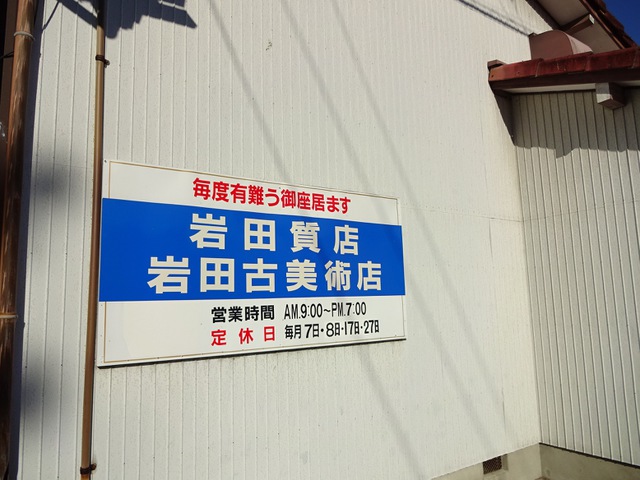 毎度有難う御座居ます
岩田質店
岩田古美術店
営業時間 AM.9:00～PM.7:00
定休日 毎月7日・8日・17日・27日